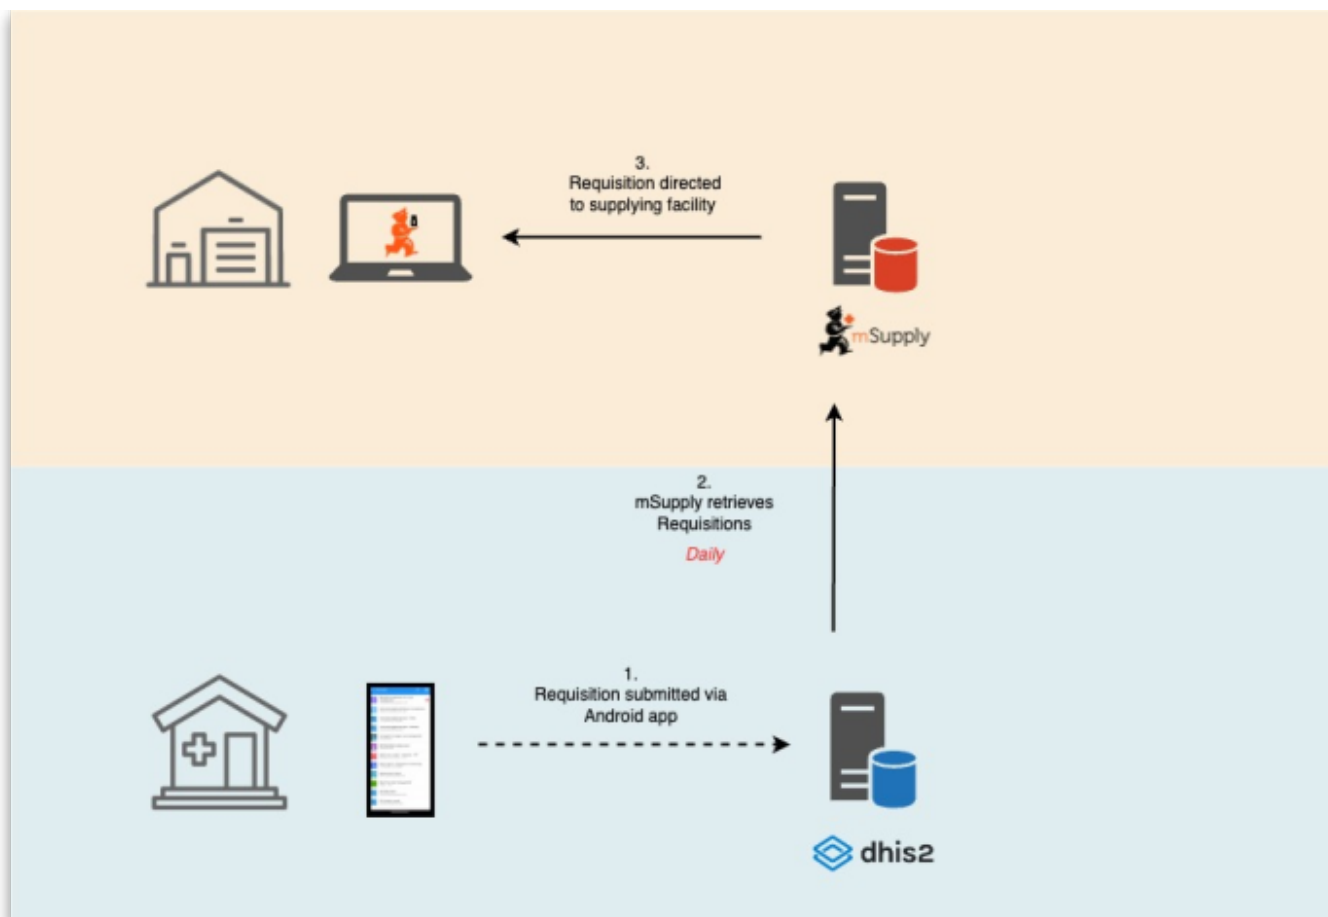 3.
Requisition directed
to supplying facility
mSupply
2.
mSupply retrieves
Requisitions
Daily
1.
Requisition submitted via
Android app
dhis2